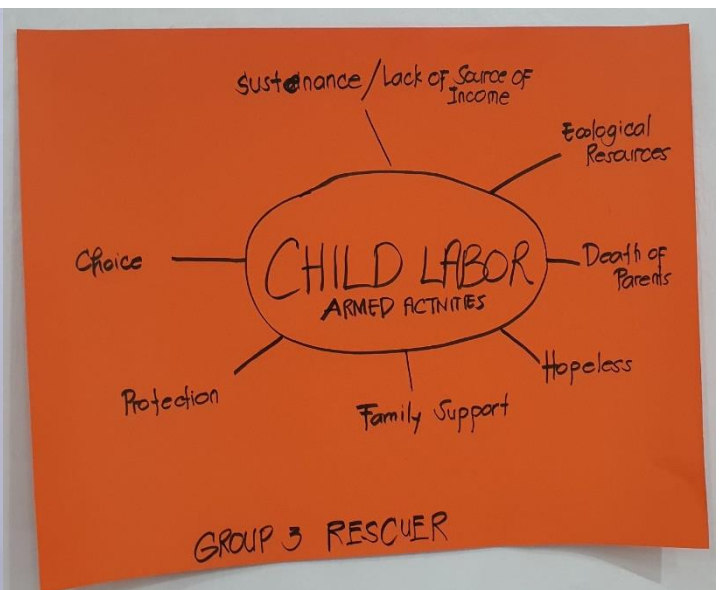 Sustenance / Lack of Source of
Income
Ecological
Resources
Choice
CHILD LABOR
ARMED ACTIVITIES
Death of
Parents
Protection
Family Support
Hopeless
GROUP 3 RESCUER